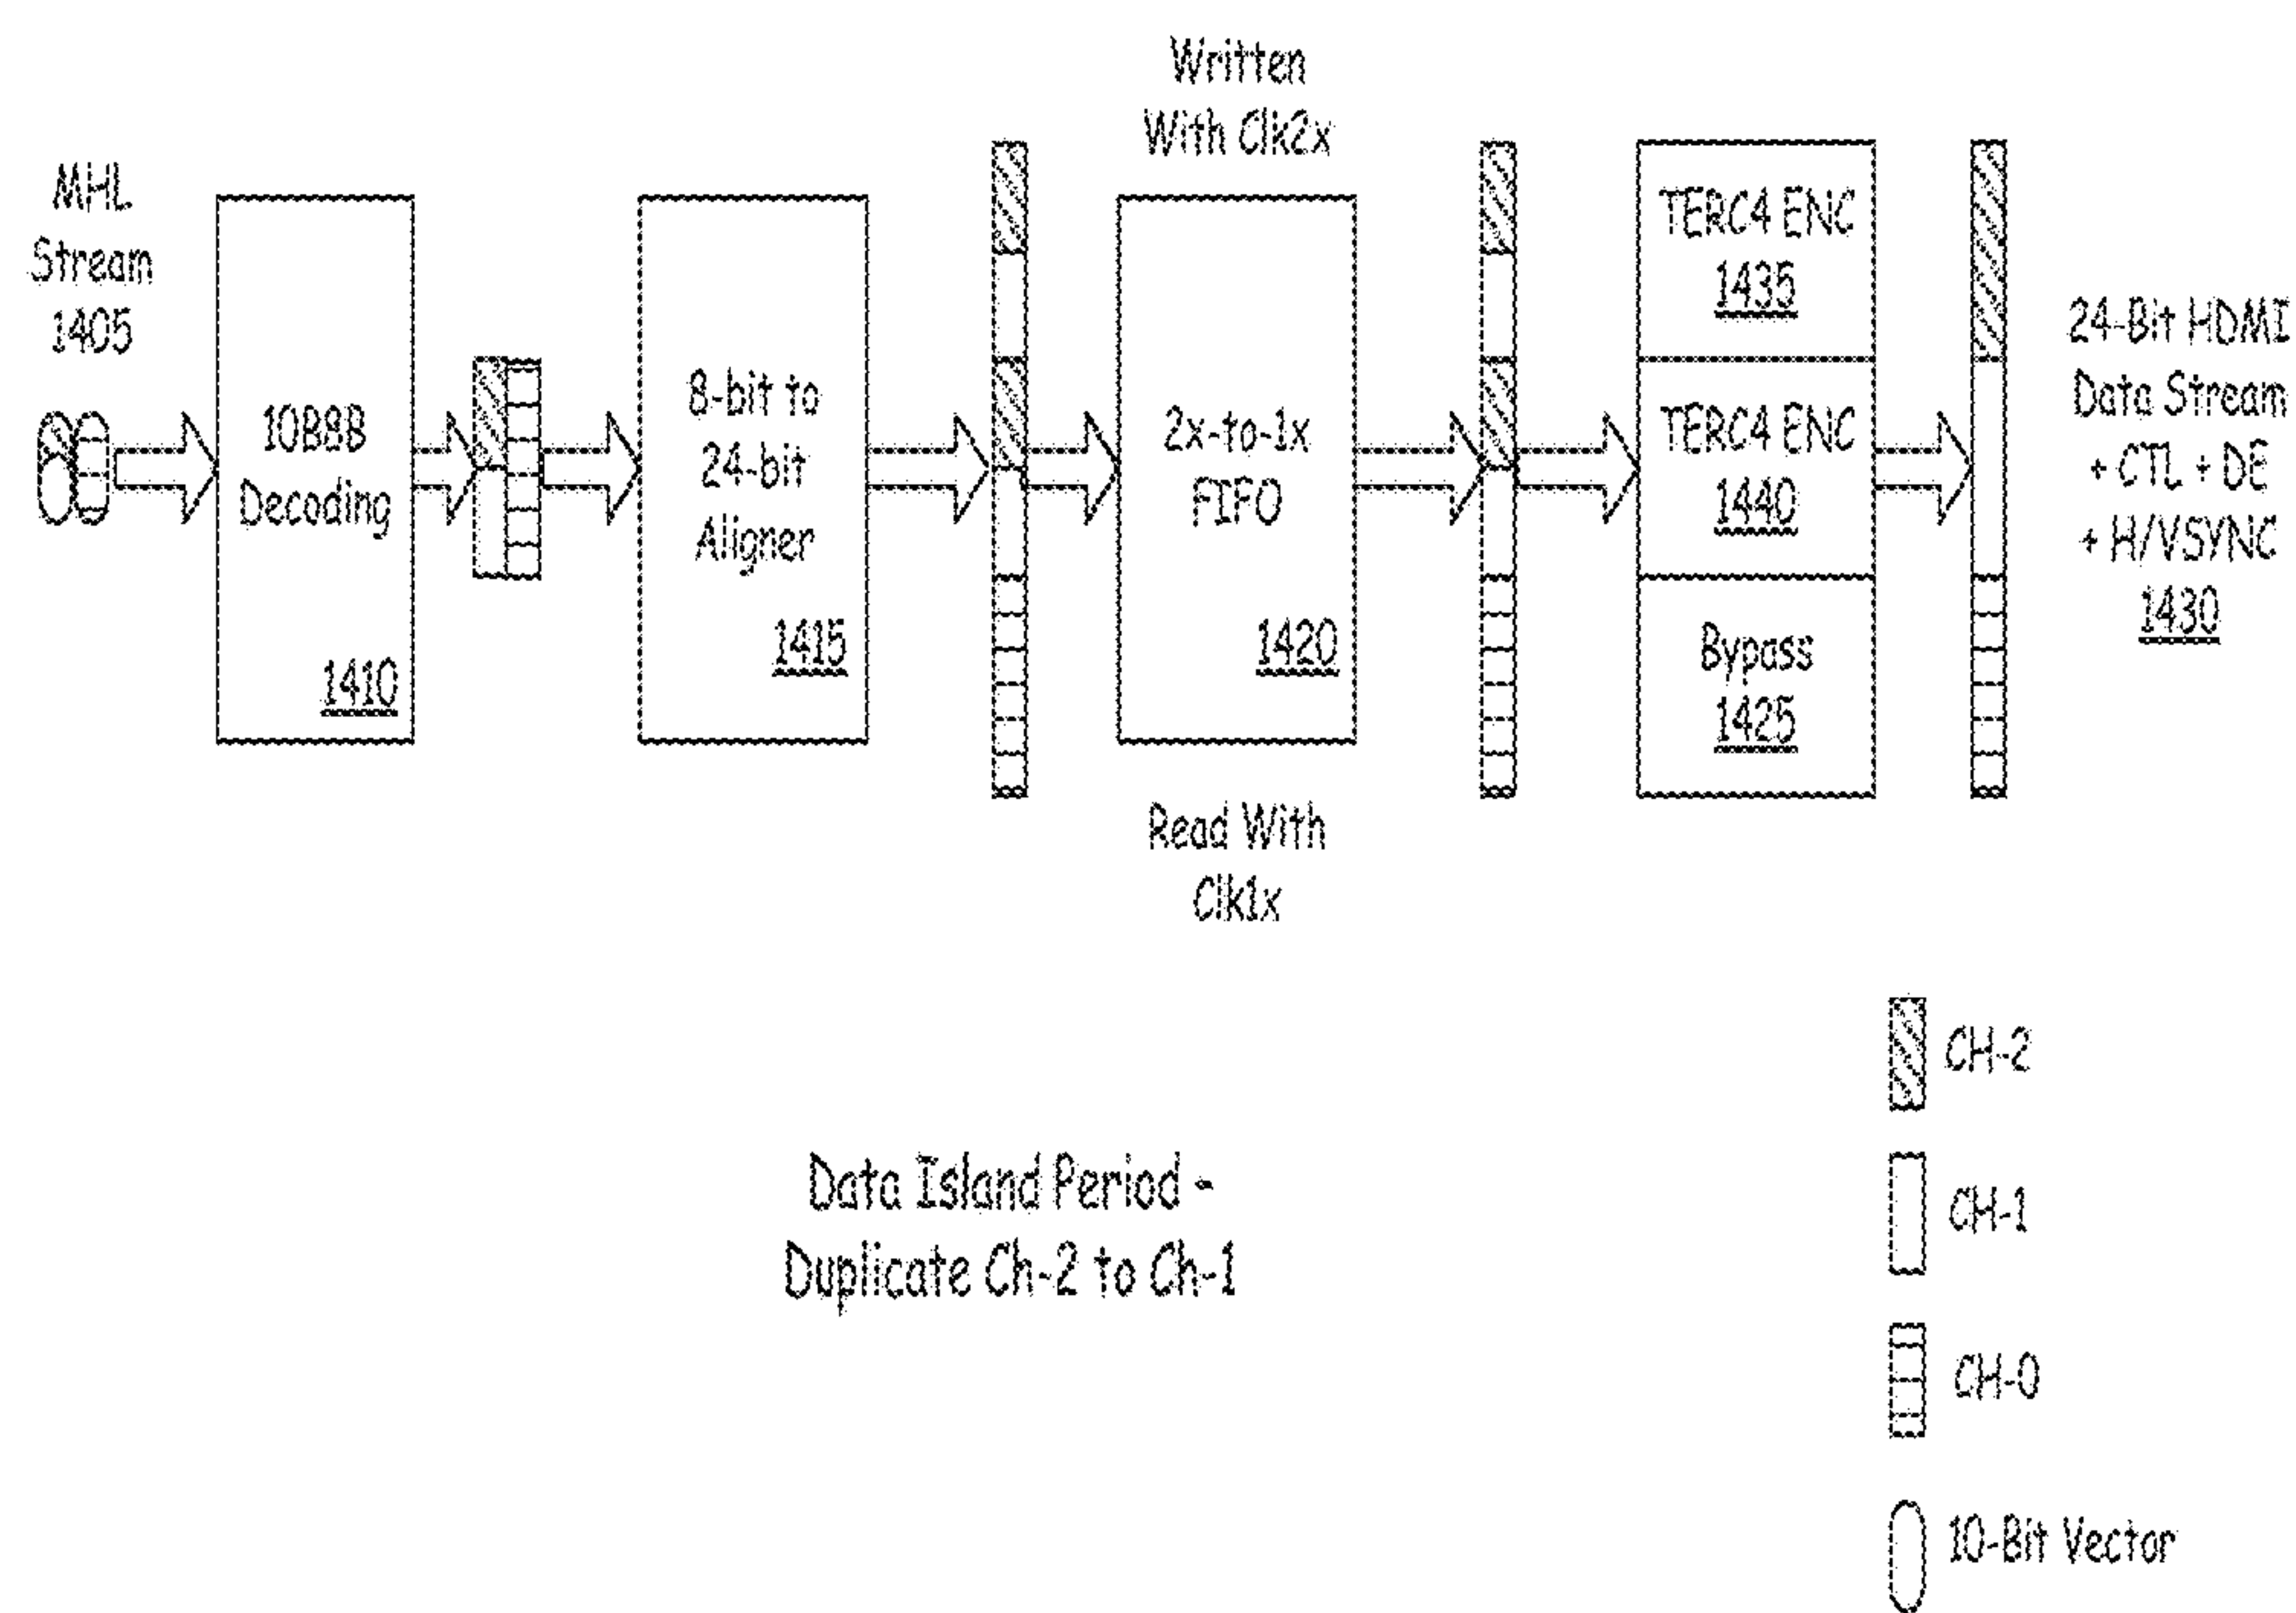 Written
With Clk2x
MHL
Stream
1405
10B8B
Decoding
1410
8-bit to
24-bit
Aligner
1415
2x-to-1x
FIFO
1420
Read With
Clk1x
TERC4 ENC
1435
TERC4 ENC
1440
Bypass
1425
24-Bit HDMI
Data Stream
+ CTL + DE
+ H/VSYNC
1430
CH-2
CH-1
CH-0
10-Bit Vector
Data Island Period -
Duplicate Ch-2 to Ch-1